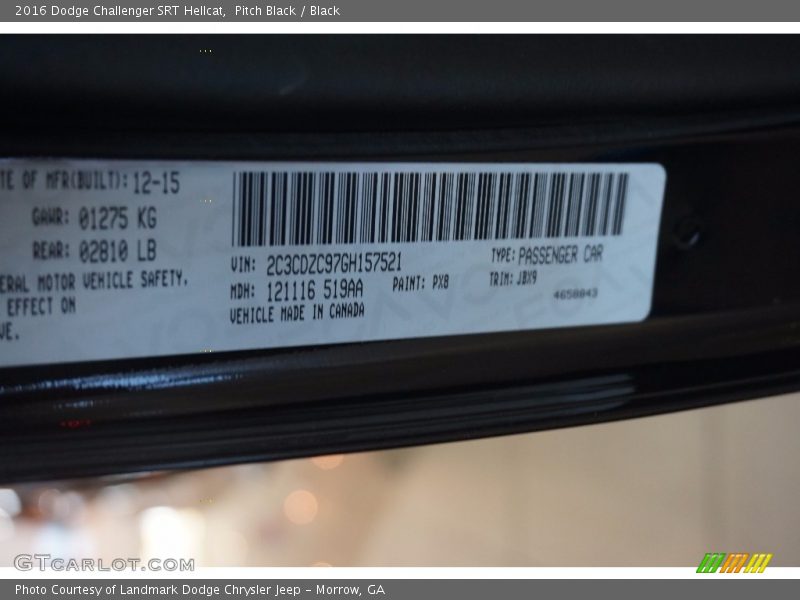 2016 Dodge Challenger SRT Hellcat,  Pitch Black / Black
TE OF MFR(BUILT): 12-15
GAWR: 01275 KG
REAR: 02810 LB
ERAL MOTOR VEHICLE SAFETY,
EFFECT ON
VE.
VIN: 2C3CDZC97GH157521
TYPE: PASSENGER CAR
MDH: 121116 519AA
PAINT: PX8
TRIM: JBX9
VEHICLE MADE IN CANADA
4658043
GTCARLOT.COM
Photo Courtesy of Landmark Dodge Chrysler Jeep – Morrow, GA